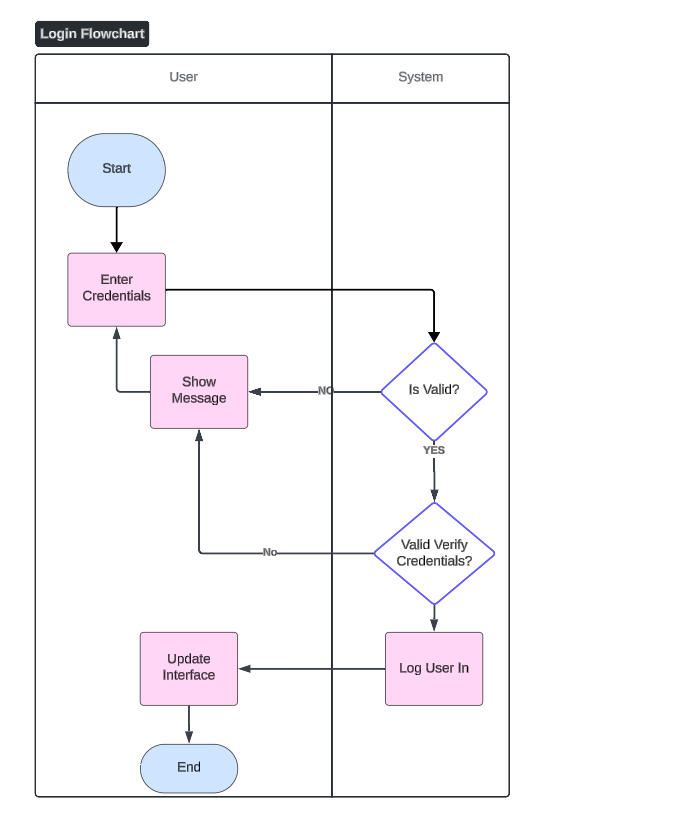 Login Flowchart
User
System
Start
Enter
Credentials
Show
Message
NO
Is Valid?
YES
Valid Verify
Credentials?
No
Update
Interface
Log User In
End